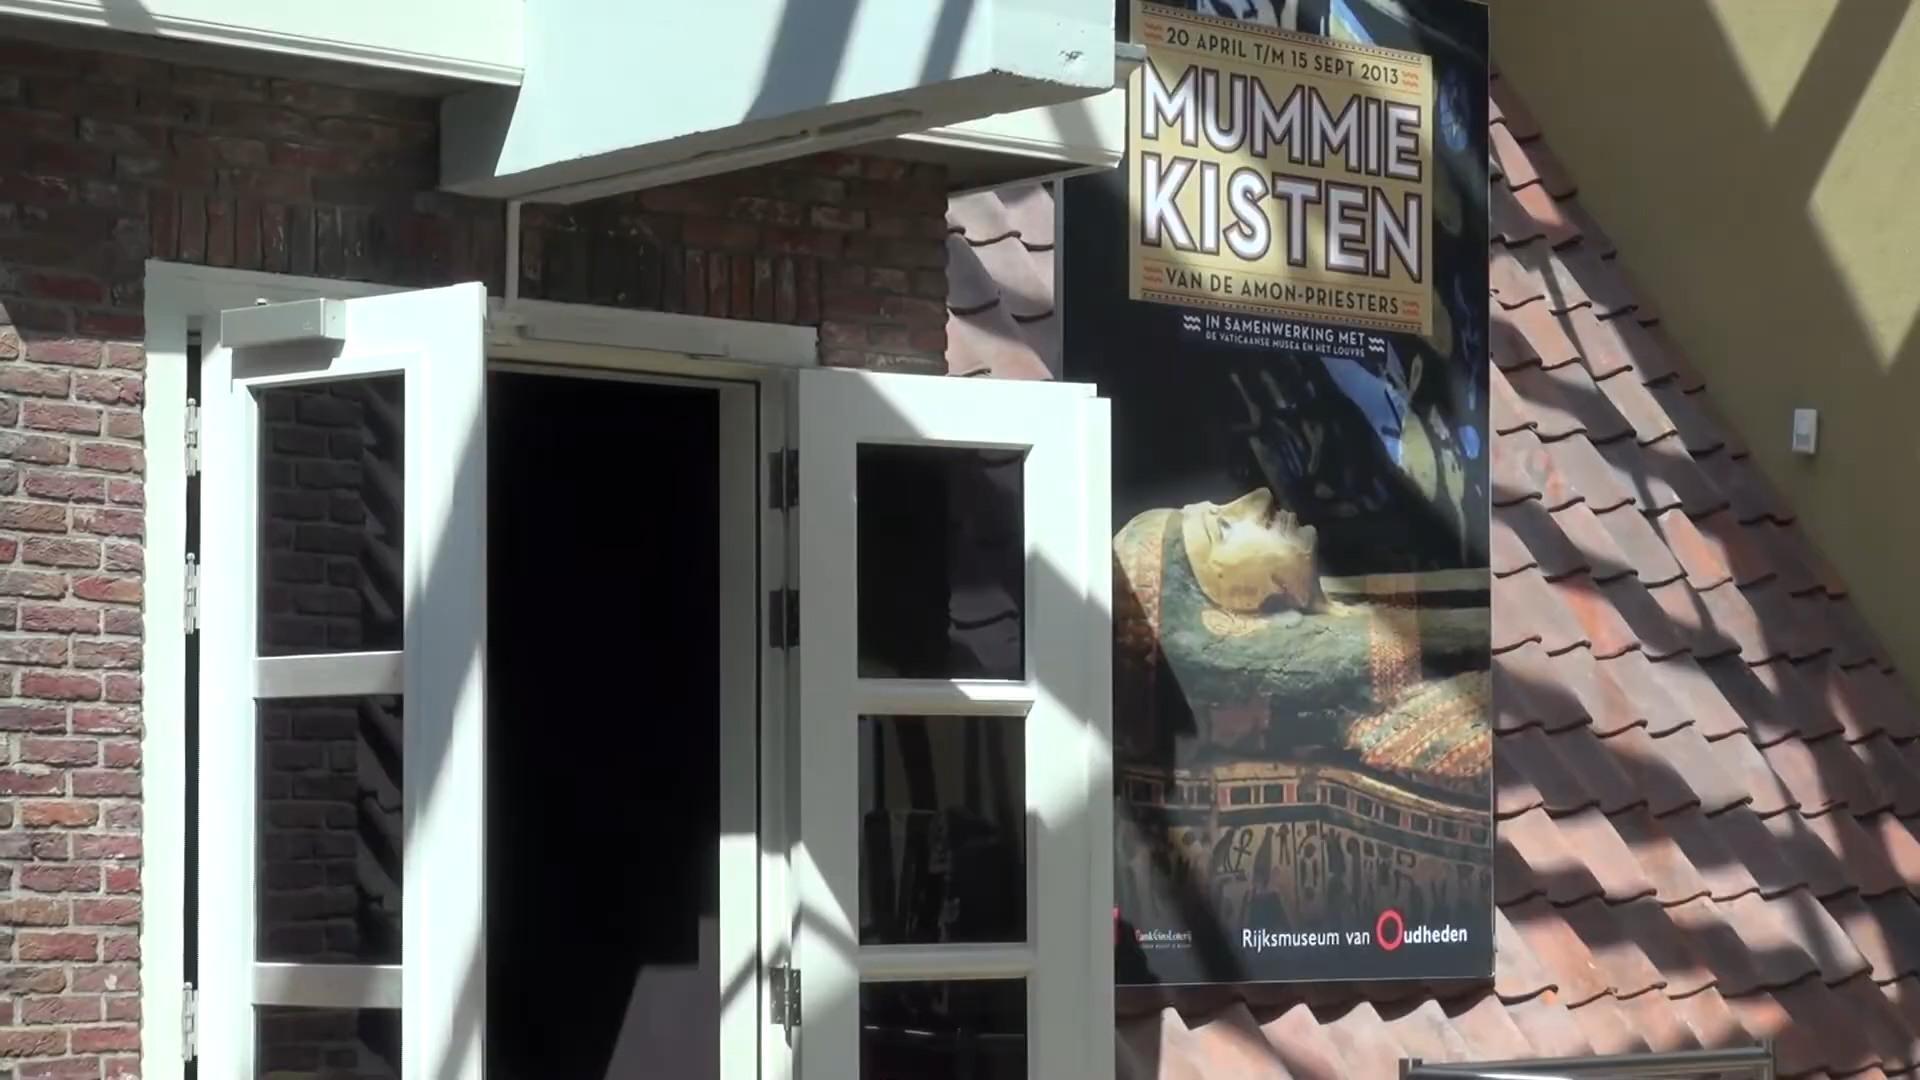 20 APRIL T/M 15 SEPT 2013
MUMMIE
KISTEN
VAN DE AMON-PRIESTERS
IN SAMENWERKING MET
DE VATICAANSE MUSEA EN HET LOUVRE
Rijksmuseum van Oudheden